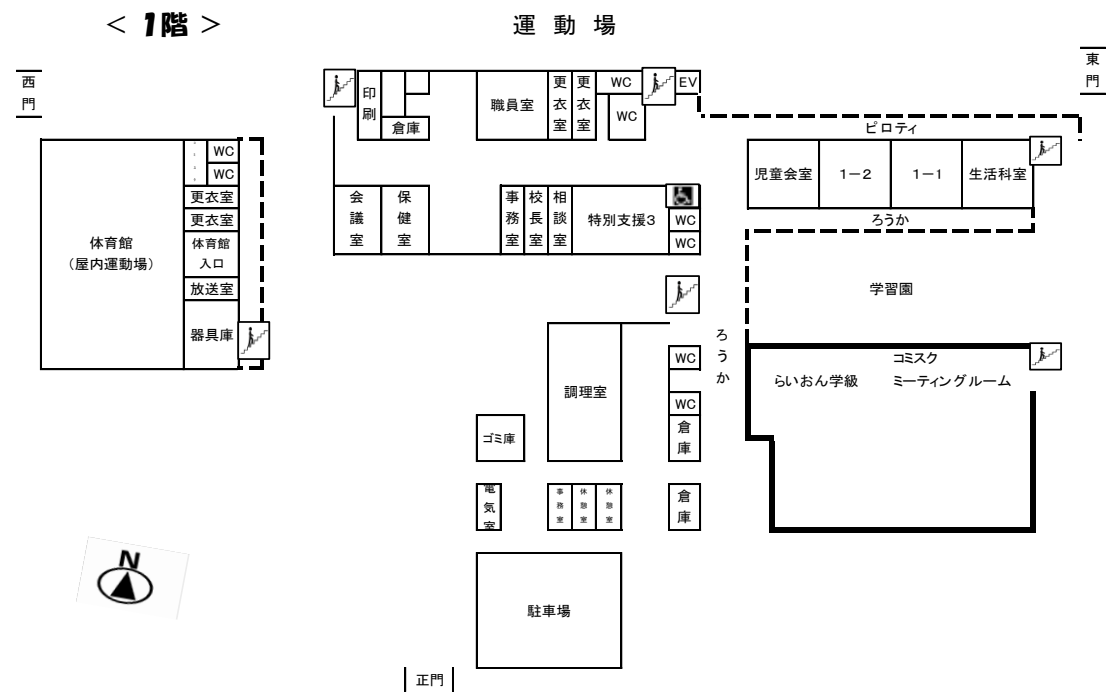 < 1階 >
運動場
西門
東門
印刷
倉庫
職員室
更衣室
更衣室
WC
WC
EV
ピロティ
児童会室
1-2
1-1
生活科室
ろうか
WC
WC
更衣室
更衣室
体育館
(屋内運動場)
体育館
入口
放送室
器具庫
会議室
保健室
事務室
校長室
相談室
特別支援3
WC
WC
学習園
ろうか
WC
WC
倉庫
調理室
ゴミ庫
コミスク
らいおん学級
ミーティングルーム
電気室
事務室
休憩室
休憩室
倉庫
N
駐車場
正門